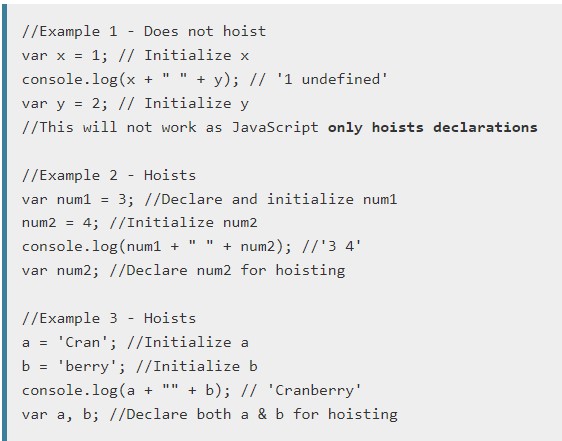 //Example 1 - Does not hoist
var x = 1; // Initialize x
console.log(x + " " + y); // '1 undefined'
var y = 2; // Initialize y
//This will not work as JavaScript only hoists declarations
//Example 2 - Hoists
var num1 = 3; //Declare and initialize num1
num2 = 4; //Initialize num2
console.log(num1 + " " + num2); //'3 4'
var num2; //Declare num2 for hoisting
//Example 3 - Hoists
a = 'Cran'; //Initialize a
b = 'berry'; //Initialize b
console.log(a + "" + b); // 'Cranberry'
var a, b; //Declare both a & b for hoisting